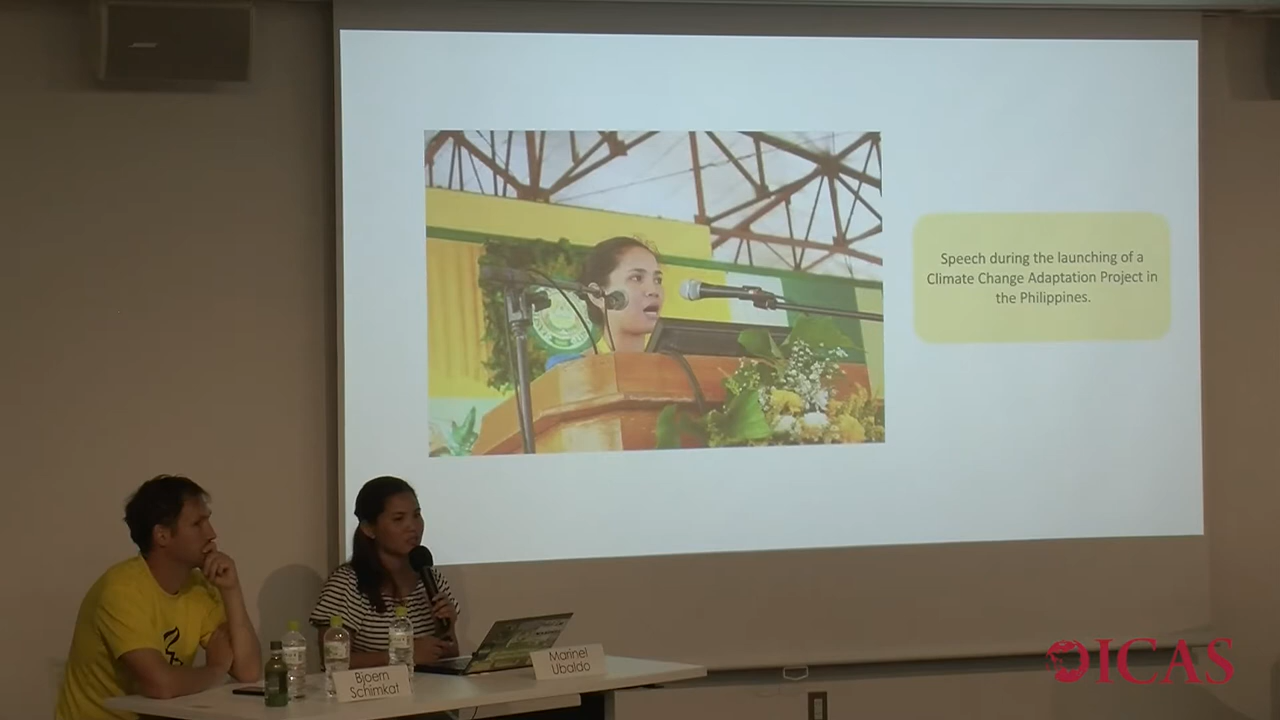 Speech during the launching of a
Climate Change Adaptation Project in
the Philippines.
Bjoern
Schimkat
Marinel
Ubaldo
ICAS